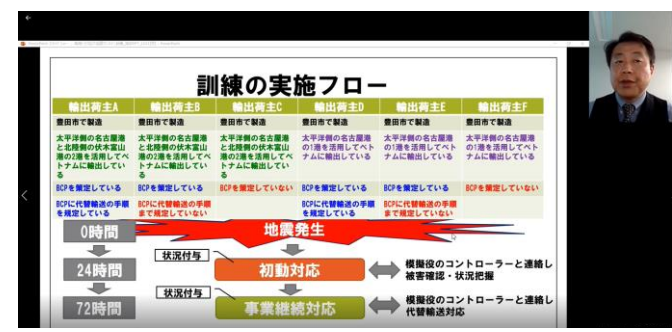 訓練の実施フロー
輸出荷主A 輸出荷主B 輸出荷主C 輸出荷主D 輸出荷主E 輸出荷主F
豊田市で製造 豊田市で製造 豊田市で製造 豊田市で製造 豊田市で製造 豊田市で製造
太平洋側の名古屋港
と北陸側の伏木富山
港の2港を活用してベ
トナムに輸出してい
る
太平洋側の名古屋港
と北陸側の伏木富山
港の2港を活用してベ
トナムに輸出してい
る
太平洋側の名古屋港
と北陸側の伏木富山
港の2港を活用してベ
トナムに輸出してい
る
太平洋側の名古屋港
の1港を活用してベト
ナムに輸出している
太平洋側の名古屋港
の1港を活用してベト
ナムに輸出している
太平洋側の名古屋港
の1港を活用してベト
ナムに輸出している
BCPを策定している BCPを策定している BCPを策定していない BCPを策定している BCPを策定している BCPを策定していない
BCPに代替輸送の手順
を規定している
BCPに代替輸送の手順
まで規定していない
BCPに代替輸送の手順
を規定している
BCPに代替輸送の手順
まで規定していない
0時間 地震発生
状況付与
24時間 初動対応 模擬役のコントローラーと連絡し
被害確認・状況把握
状況付与
72時間 事業継続対応 模擬役のコントローラーと連絡し
代替輸送対応